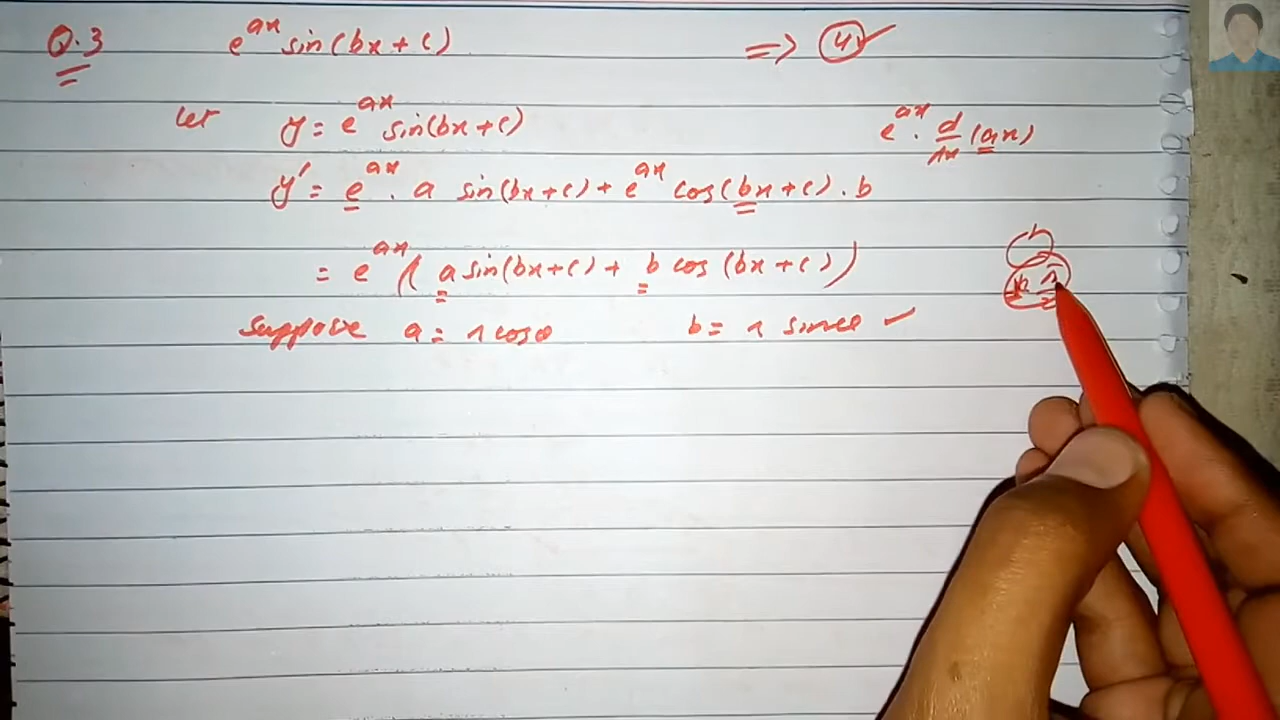 Q.3 e^{ax} sin(bx+c) => 4 ✓
Let y = e^{ax} sin(bx+c) e^{ax} . d/dx (ax)
y' = e^{ax} . a sin(bx+c) + e^{ax} cos(bx+c) . b
= e^{ax} ( a sin(bx+c) + b cos (bx+c) )
Suppose a = r cosθ b = r sinθ ✓